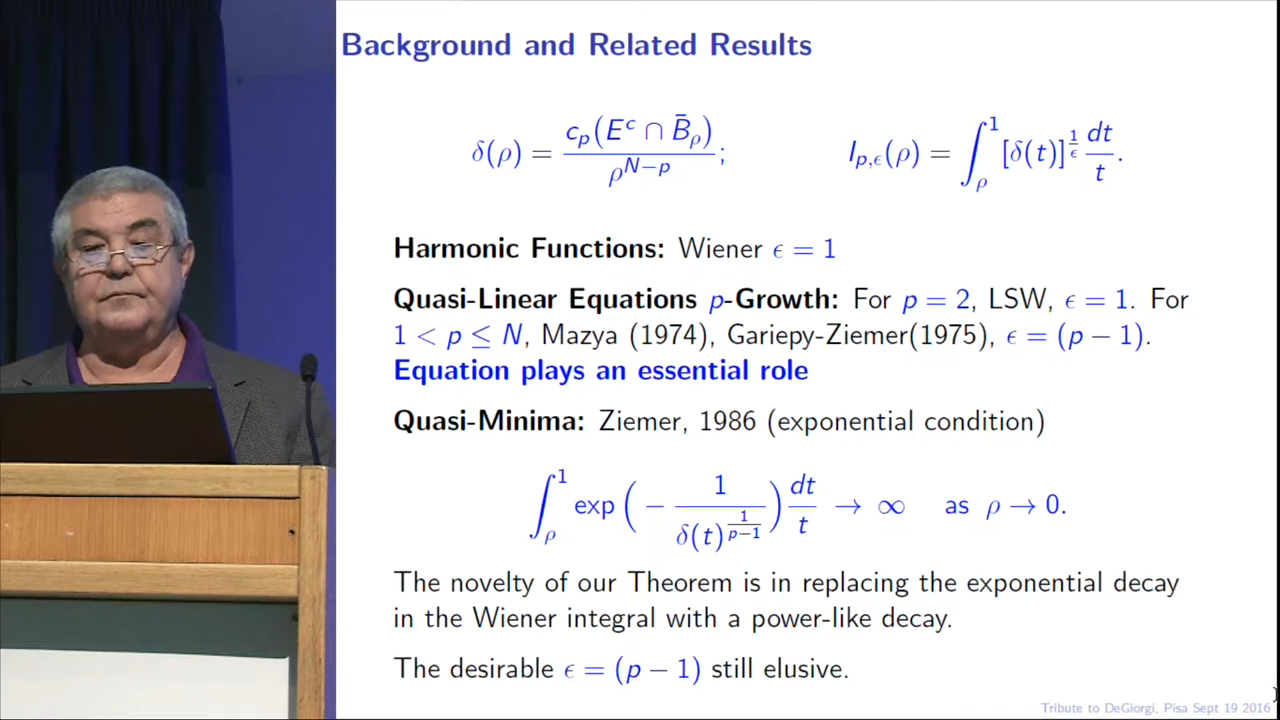 Background and Related Results
δ(ρ) = c_p(E^c ∩ B̄_ρ) / ρ^{N−p} ; I_{p,ϵ}(ρ) = ∫_ρ^1 [δ(t)]^{1/ϵ} dt/t .
Harmonic Functions: Wiener ϵ = 1
Quasi-Linear Equations p-Growth: For p = 2, LSW, ϵ = 1. For
1 < p ≤ N, Mazya (1974), Gariepy-Ziemer(1975), ϵ = (p − 1).
Equation plays an essential role
Quasi-Minima: Ziemer, 1986 (exponential condition)
∫_ρ^1 exp ( − 1 / δ(t)^{1/(p−1)} ) dt/t → ∞ as ρ → 0.
The novelty of our Theorem is in replacing the exponential decay
in the Wiener integral with a power-like decay.
The desirable ϵ = (p − 1) still elusive.
Tribute to DeGiorgi, Pisa Sept 19 2016